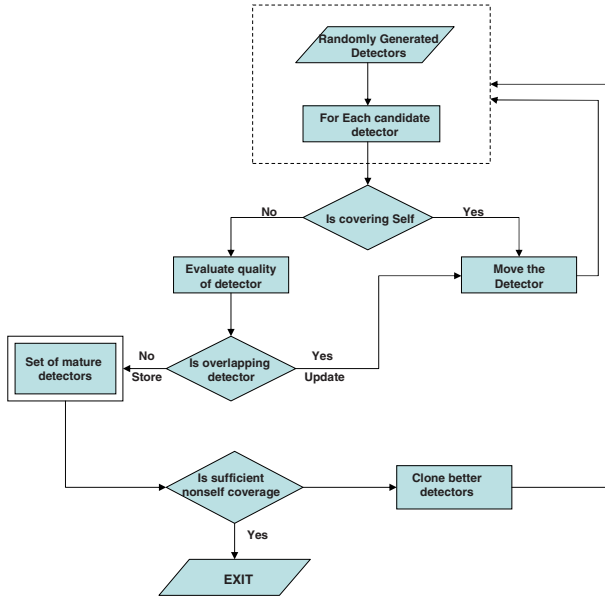 Randomly Generated
Detectors
For Each candidate
detector
Is covering Self
No
Yes
Evaluate quality
of detector
Move the
Detector
Is overlapping
detector
No
Store
Yes
Update
Set of mature
detectors
Is sufficient
nonself coverage
Clone better
detectors
Yes
EXIT